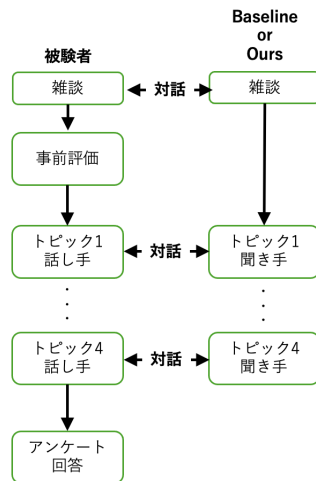 Baseline
or
Ours
被験者
雑談
対話
雑談
事前評価
トピック1
話し手
対話
トピック1
聞き手
トピック4
話し手
対話
トピック4
聞き手
アンケート
回答